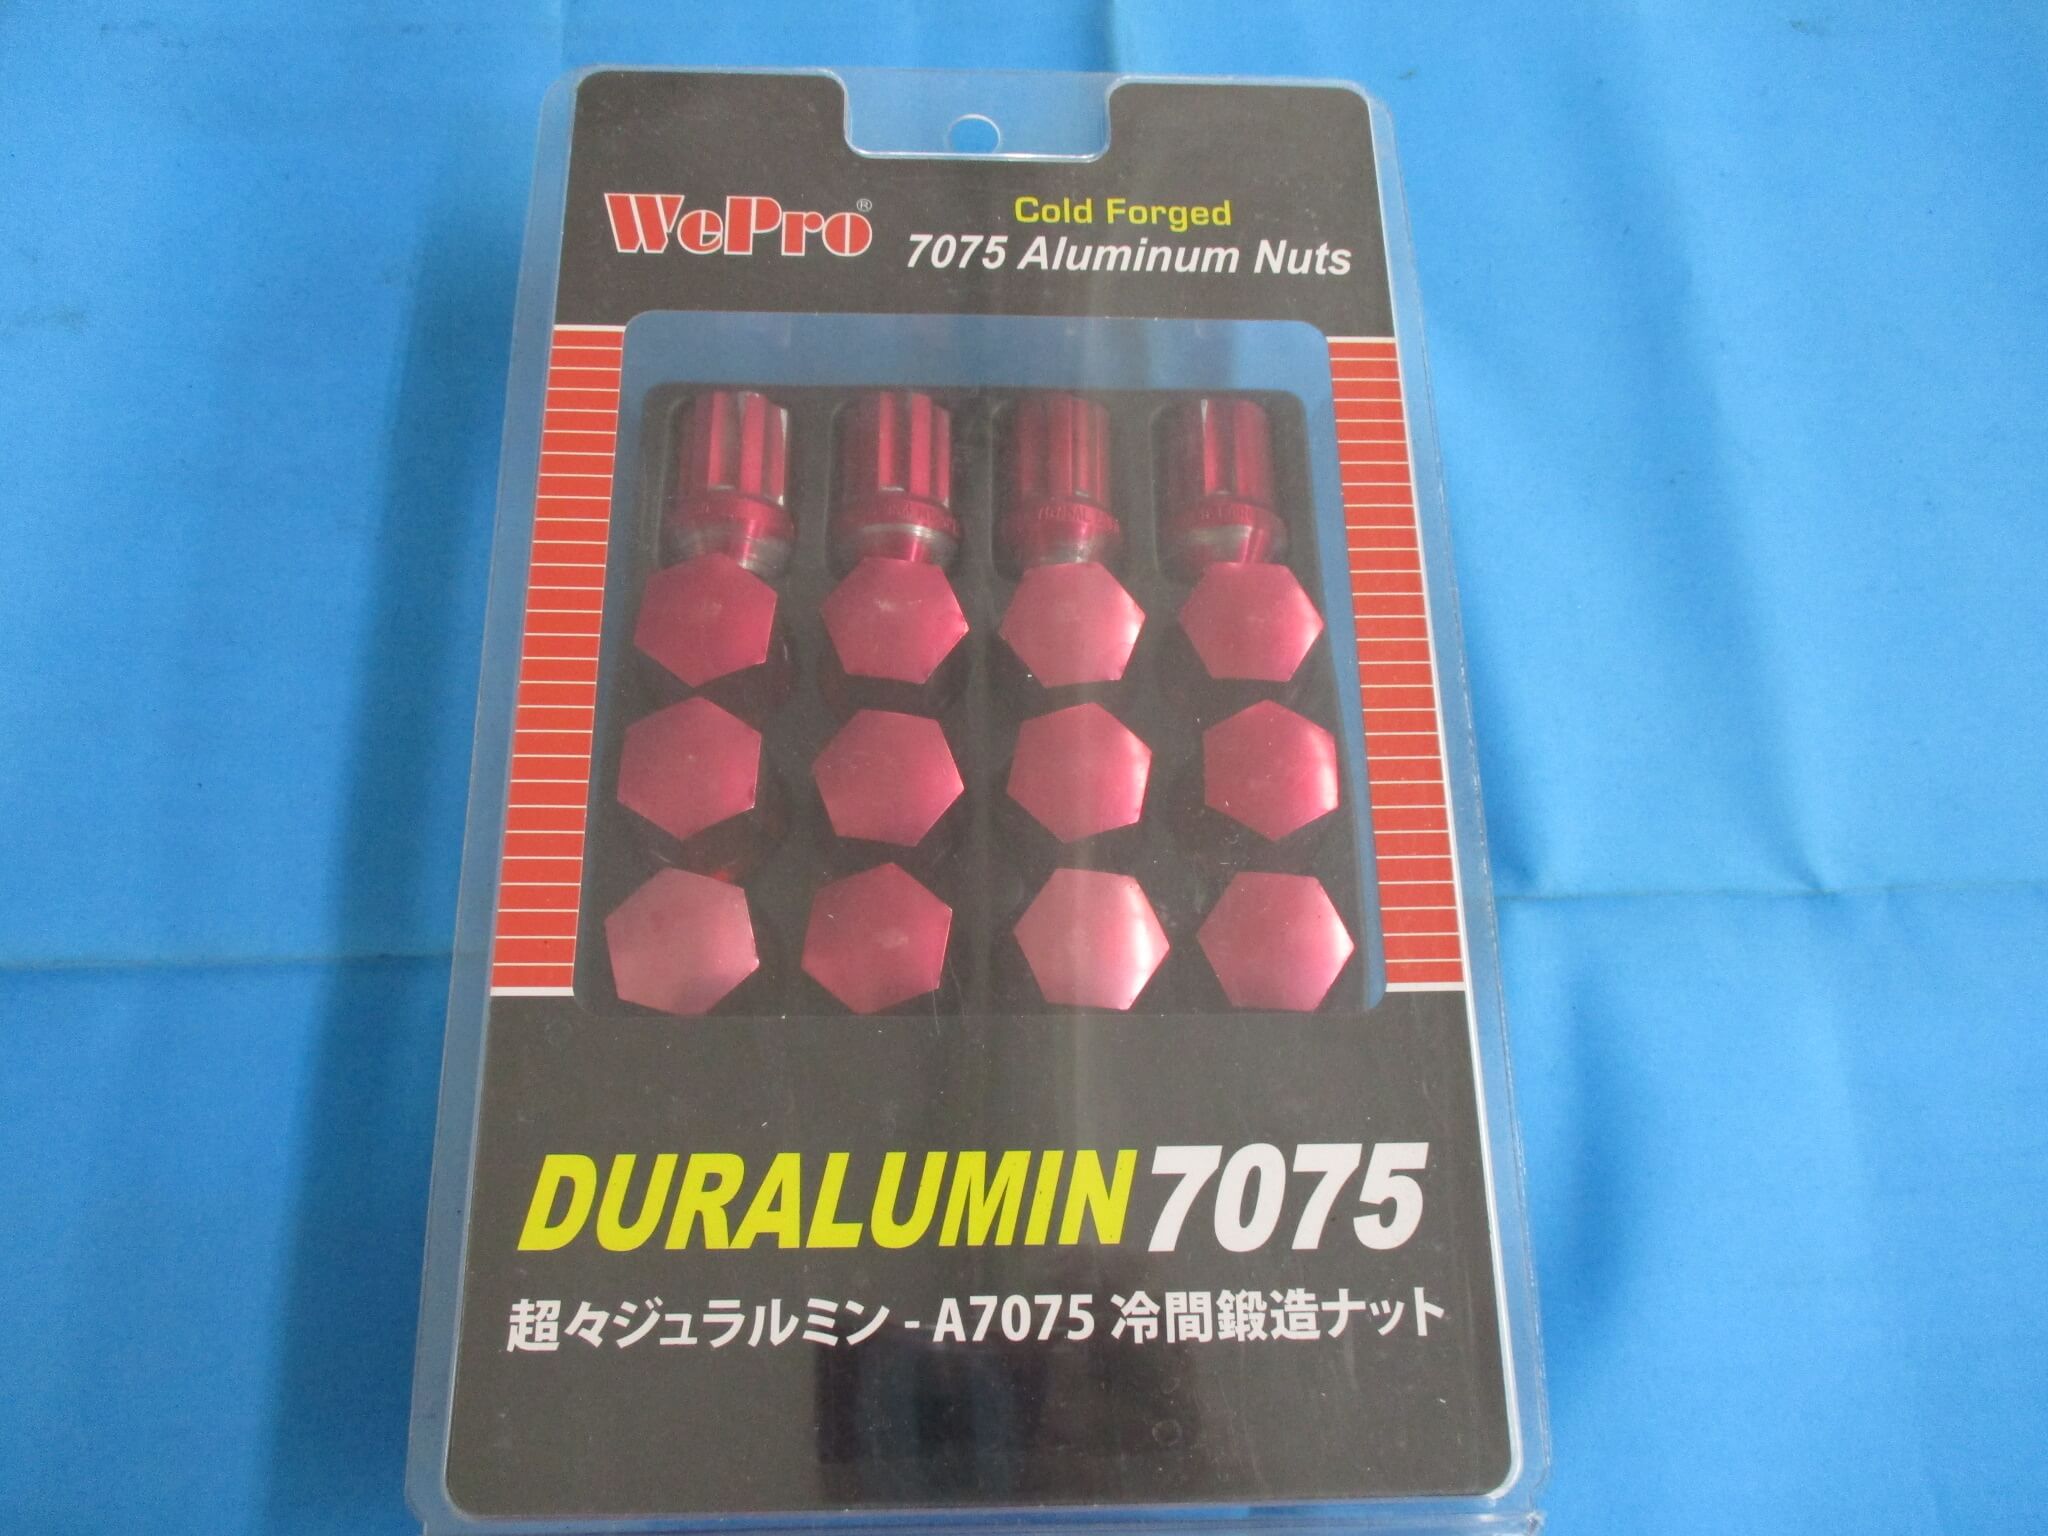 WePro®
Cold Forged
7075 Aluminum Nuts
DURALUMIN 7075
超々ジュラルミン - A7075 冷間鍛造ナット